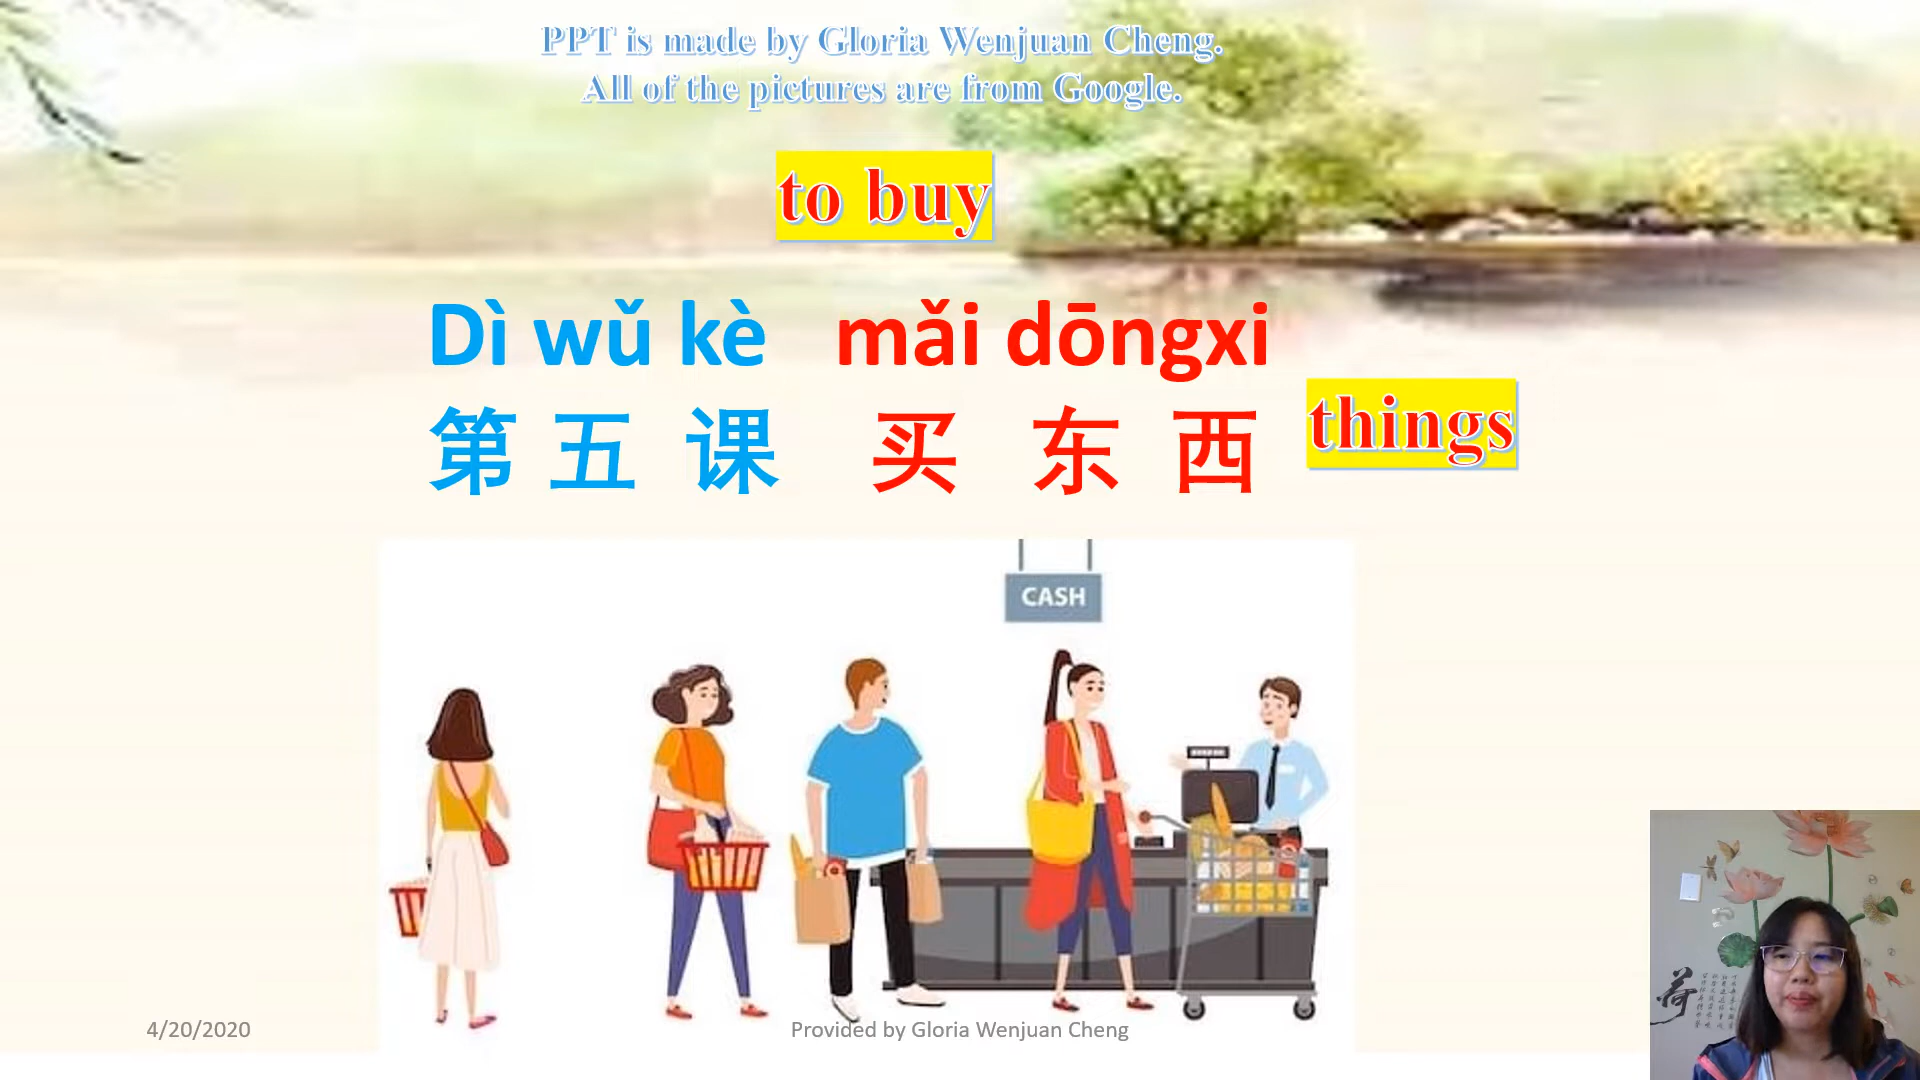 PPT is made by Gloria Wenjuan Cheng.
All of the pictures are from Google.
to buy
Dì wǔ kè mǎi dōngxi
第 五 课 买 东 西
things
CASH
4/20/2020
Provided by Gloria Wenjuan Cheng
荷